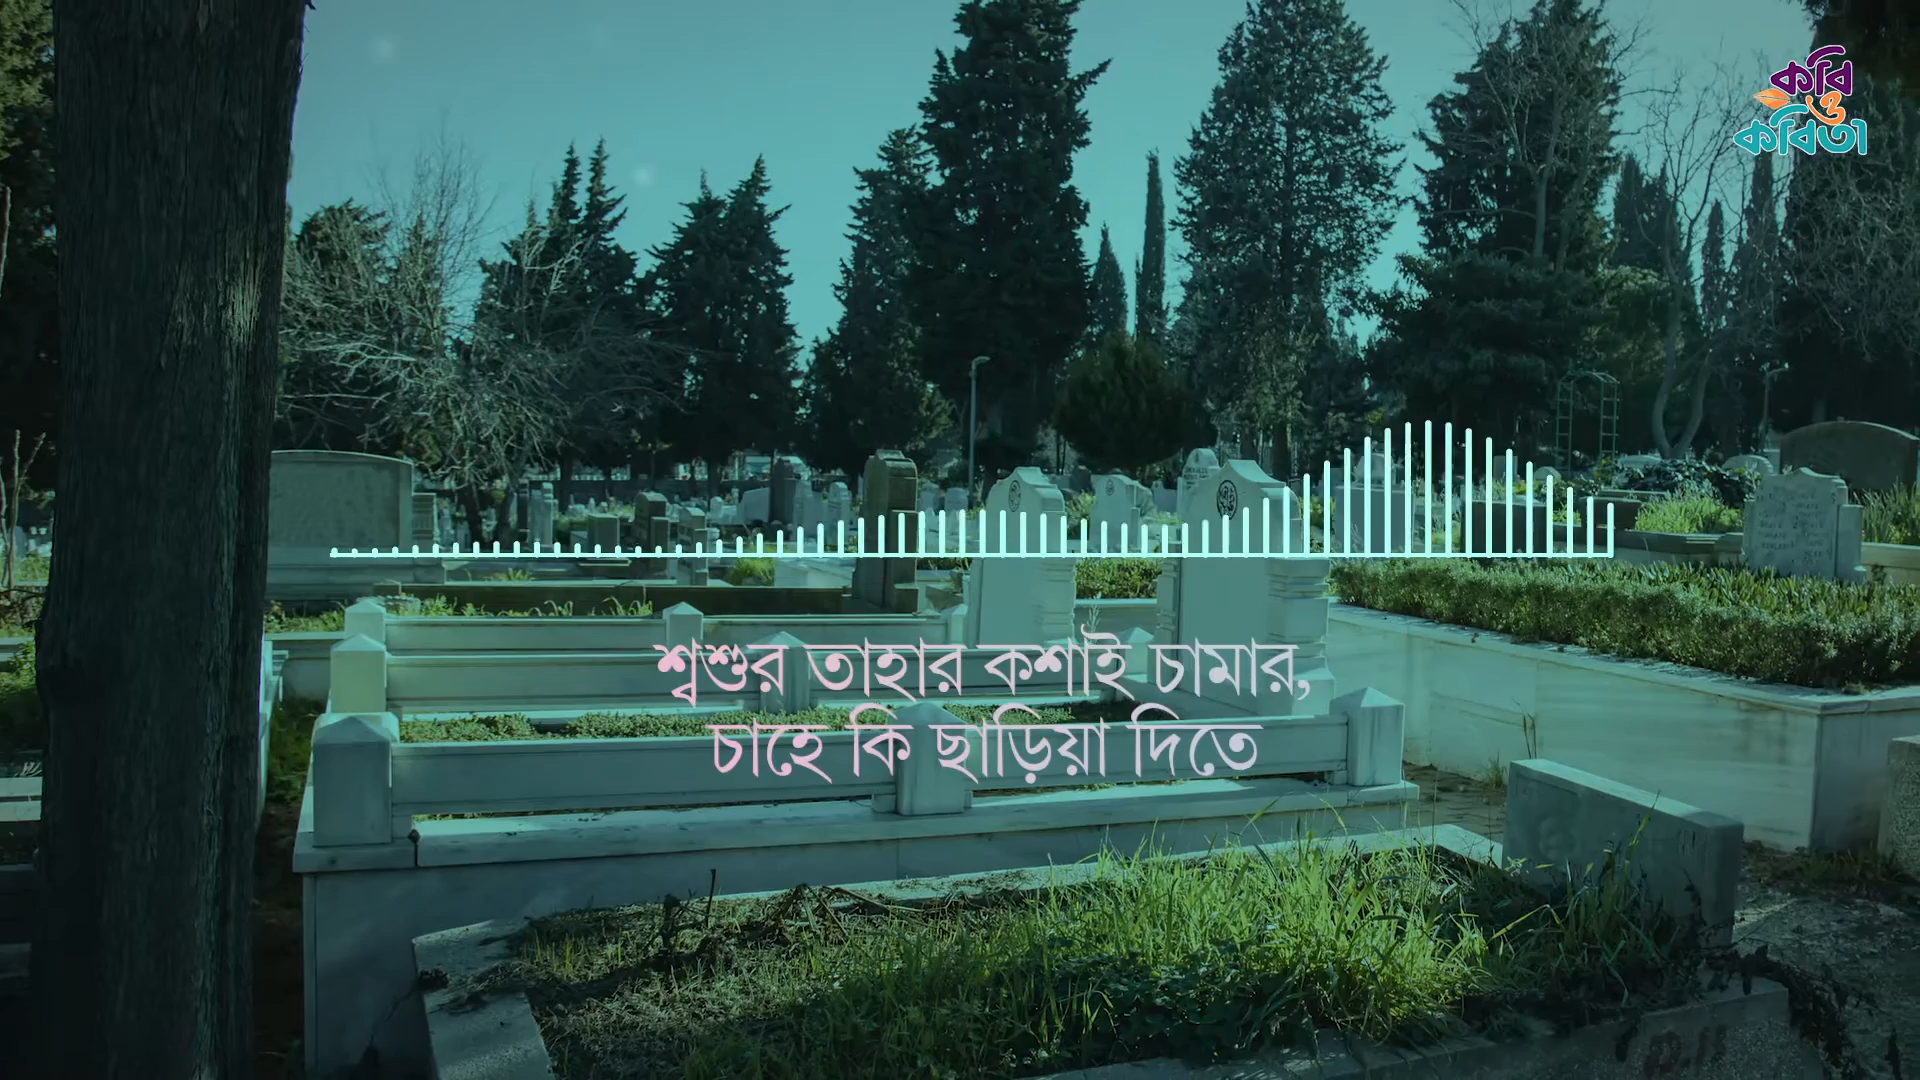 কবি
ও
কবিতা
শ্বশুর তাহার কশাই চামার,
চাহে কি ছাড়িয়া দিতে